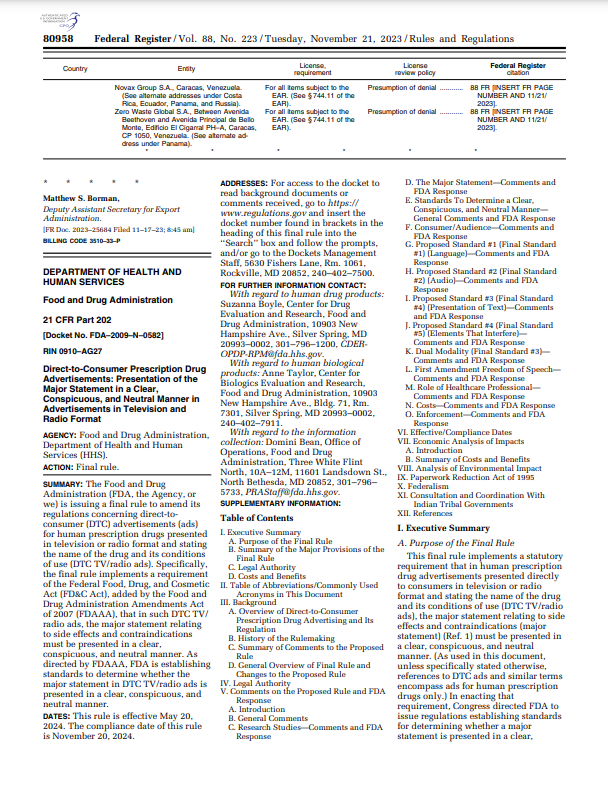 AUTHENTICATED
U.S. GOVERNMENT
INFORMATION
GPO
80958 Federal Register / Vol. 88, No. 223 / Tuesday, November 21, 2023 / Rules and Regulations
Country Entity License requirement License review policy Federal Register citation
Novax Group S.A., Caracas, Venezuela. (See alternate addresses under Costa Rica, Ecuador, Panama, and Russia).
For all items subject to the EAR. (See § 744.11 of the EAR).
Presumption of denial ............
88 FR [INSERT FR PAGE NUMBER AND 11/21/2023].
Zero Waste Global S.A., Between Avenida Beethoven and Avenida Principal de Bello Monte, Edificio El Cigarral PH–A, Caracas, CP 1050, Venezuela. (See alternate address under Panama).
For all items subject to the EAR. (See § 744.11 of the EAR).
Presumption of denial ............
88 FR [INSERT FR PAGE NUMBER AND 11/21/2023].
* * * * * *
* * * * *
Matthew S. Borman,
Deputy Assistant Secretary for Export
Administration.
[FR Doc. 2023–25684 Filed 11–17–23; 8:45 am]
BILLING CODE 3510–33–P
DEPARTMENT OF HEALTH AND
HUMAN SERVICES
Food and Drug Administration
21 CFR Part 202
[Docket No. FDA–2009–N–0582]
RIN 0910–AG27
Direct-to-Consumer Prescription Drug
Advertisements: Presentation of the
Major Statement in a Clear,
Conspicuous, and Neutral Manner in
Advertisements in Television and
Radio Format
AGENCY: Food and Drug Administration,
Department of Health and Human
Services (HHS).
ACTION: Final rule.
SUMMARY: The Food and Drug
Administration (FDA, the Agency, or
we) is issuing a final rule to amend its
regulations concerning direct-to-
consumer (DTC) advertisements (ads)
for human prescription drugs presented
in television or radio format and stating
the name of the drug and its conditions
of use (DTC TV/radio ads). Specifically,
the final rule implements a requirement
of the Federal Food, Drug, and Cosmetic
Act (FD&C Act), added by the Food and
Drug Administration Amendments Act
of 2007 (FDAAA), that in such DTC TV/
radio ads, the major statement relating
to side effects and contraindications
must be presented in a clear,
conspicuous, and neutral manner. As
directed by FDAAA, FDA is establishing
standards to determine whether the
major statement in DTC TV/radio ads is
presented in a clear, conspicuous, and
neutral manner.
DATES: This rule is effective May 20,
2024. The compliance date of this rule
is November 20, 2024.
ADDRESSES: For access to the docket to
read background documents or
comments received, go to https://
www.regulations.gov and insert the
docket number found in brackets in the
heading of this final rule into the
“Search” box and follow the prompts,
and/or go to the Dockets Management
Staff, 5630 Fishers Lane, Rm. 1061,
Rockville, MD 20852, 240–402–7500.
FOR FURTHER INFORMATION CONTACT:
With regard to human drug products:
Suzanna Boyle, Center for Drug
Evaluation and Research, Food and
Drug Administration, 10903 New
Hampshire Ave., Silver Spring, MD
20993–0002, 301–796–1200, CDER-
OPDP-RPM@fda.hhs.gov.
With regard to human biological
products: Anne Taylor, Center for
Biologics Evaluation and Research,
Food and Drug Administration, 10903
New Hampshire Ave., Bldg. 71, Rm.
7301, Silver Spring, MD 20993–0002,
240–402–7911.
With regard to the information
collection: Domini Bean, Office of
Operations, Food and Drug
Administration, Three White Flint
North, 10A–12M, 11601 Landsdown St.,
North Bethesda, MD 20852, 301–796–
5733, PRAStaff@fda.hhs.gov.
SUPPLEMENTARY INFORMATION:
Table of Contents
I. Executive Summary
A. Purpose of the Final Rule
B. Summary of the Major Provisions of the
Final Rule
C. Legal Authority
D. Costs and Benefits
II. Table of Abbreviations/Commonly Used
Acronyms in This Document
III. Background
A. Overview of Direct-to-Consumer
Prescription Drug Advertising and Its
Regulation
B. History of the Rulemaking
C. Summary of Comments to the Proposed
Rule
D. General Overview of Final Rule and
Changes to the Proposed Rule
IV. Legal Authority
V. Comments on the Proposed Rule and FDA
Response
A. Introduction
B. General Comments
C. Research Studies—Comments and FDA
Response
D. The Major Statement—Comments and
FDA Response
E. Standards To Determine a Clear,
Conspicuous, and Neutral Manner—
General Comments and FDA Response
F. Consumer/Audience—Comments and
FDA Response
G. Proposed Standard #1 (Final Standard
#1) (Language)—Comments and FDA
Response
H. Proposed Standard #2 (Final Standard
#2) (Audio)—Comments and FDA
Response
I. Proposed Standard #3 (Final Standard
#4) (Presentation of Text)—Comments
and FDA Response
J. Proposed Standard #4 (Final Standard
#5) (Elements That Interfere)—
Comments and FDA Response
K. Dual Modality (Final Standard #3)—
Comments and FDA Response
L. First Amendment Freedom of Speech—
Comments and FDA Response
M. Role of Healthcare Professional—
Comments and FDA Response
N. Costs—Comments and FDA Response
O. Enforcement—Comments and FDA
Response
VI. Effective/Compliance Dates
VII. Economic Analysis of Impacts
A. Introduction
B. Summary of Costs and Benefits
VIII. Analysis of Environmental Impact
IX. Paperwork Reduction Act of 1995
X. Federalism
XI. Consultation and Coordination With
Indian Tribal Governments
XII. References
I. Executive Summary
A. Purpose of the Final Rule
This final rule implements a statutory
requirement that in human prescription
drug advertisements presented directly
to consumers in television or radio
format and stating the name of the drug
and its conditions of use (DTC TV/radio
ads), the major statement relating to
side effects and contraindications (major
statement) (Ref. 1) must be presented in
a clear, conspicuous, and neutral
manner. (As used in this document,
unless specifically stated otherwise,
references to DTC ads and similar terms
encompass ads for human prescription
drugs only.) In enacting that
requirement, Congress directed FDA to
issue regulations establishing standards
for determining whether a major
statement is presented in a clear,